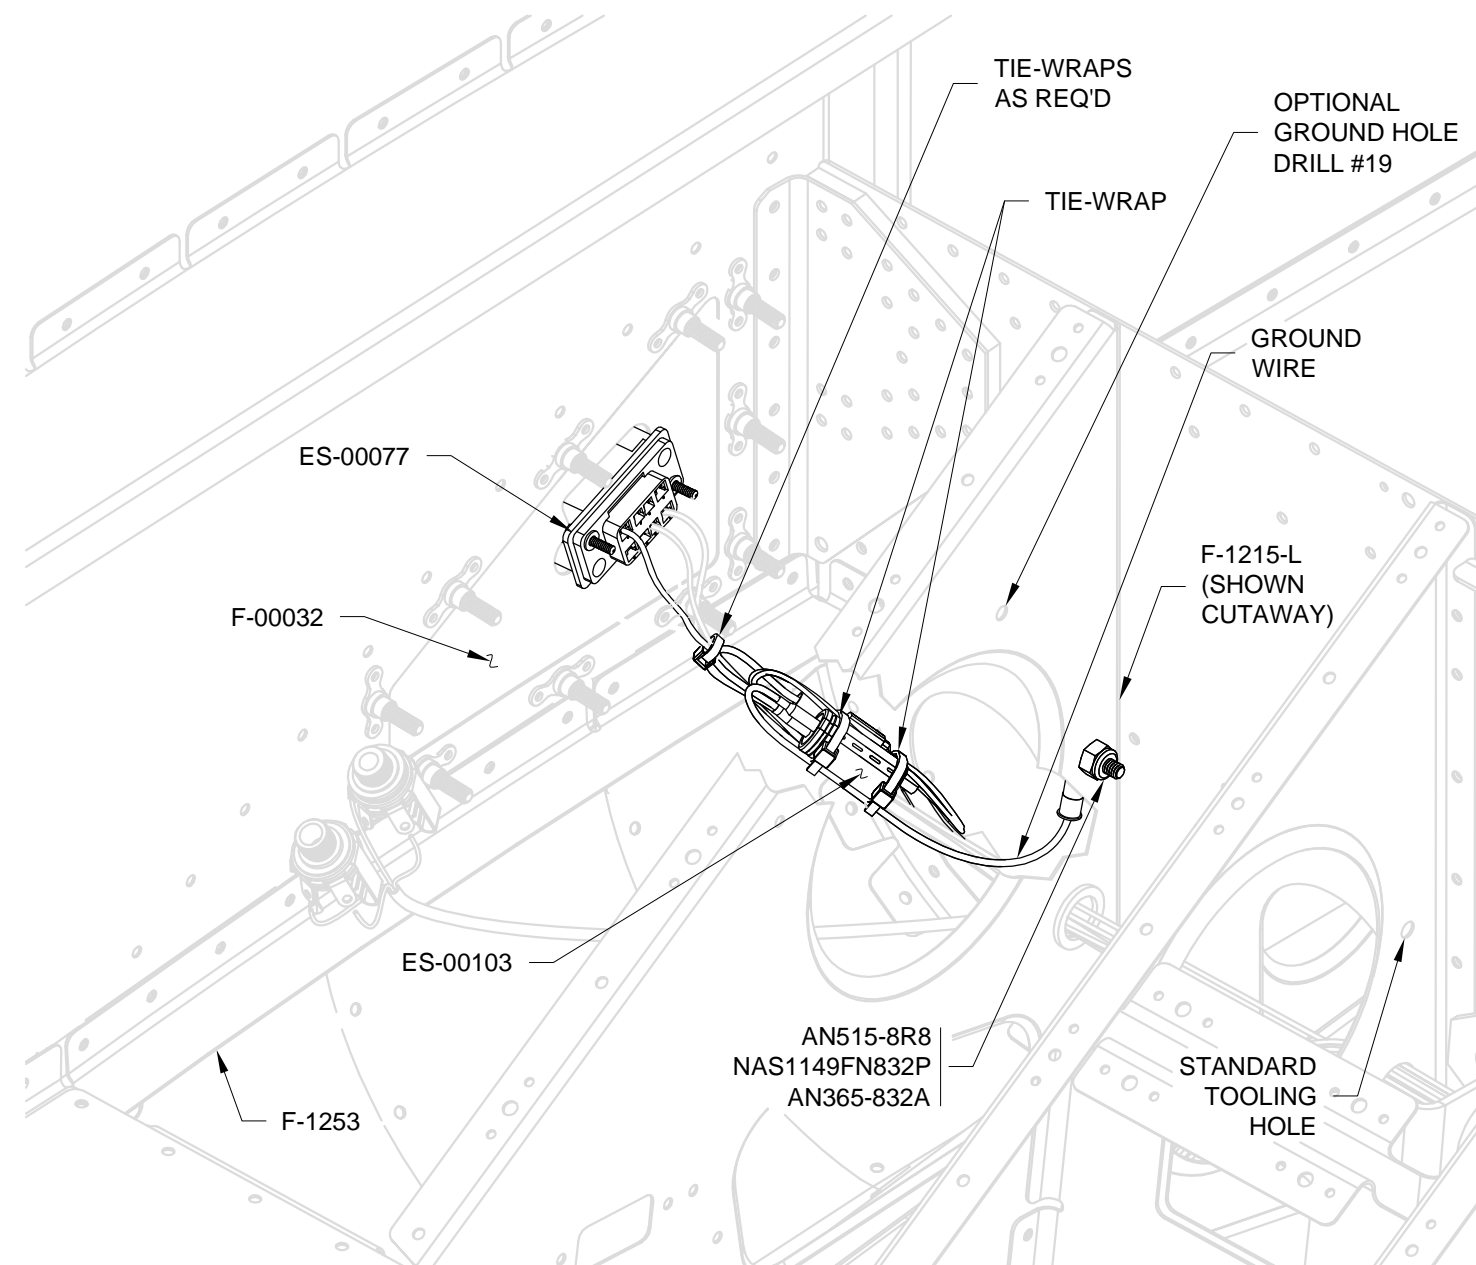 TIE-WRAPS
AS REQ'D
OPTIONAL
GROUND HOLE
DRILL #19
TIE-WRAP
GROUND
WIRE
ES-00077
F-1215-L
(SHOWN
CUTAWAY)
F-00032
ES-00103
AN515-8R8
NAS1149FN832P
AN365-832A
STANDARD
TOOLING
HOLE
F-1253